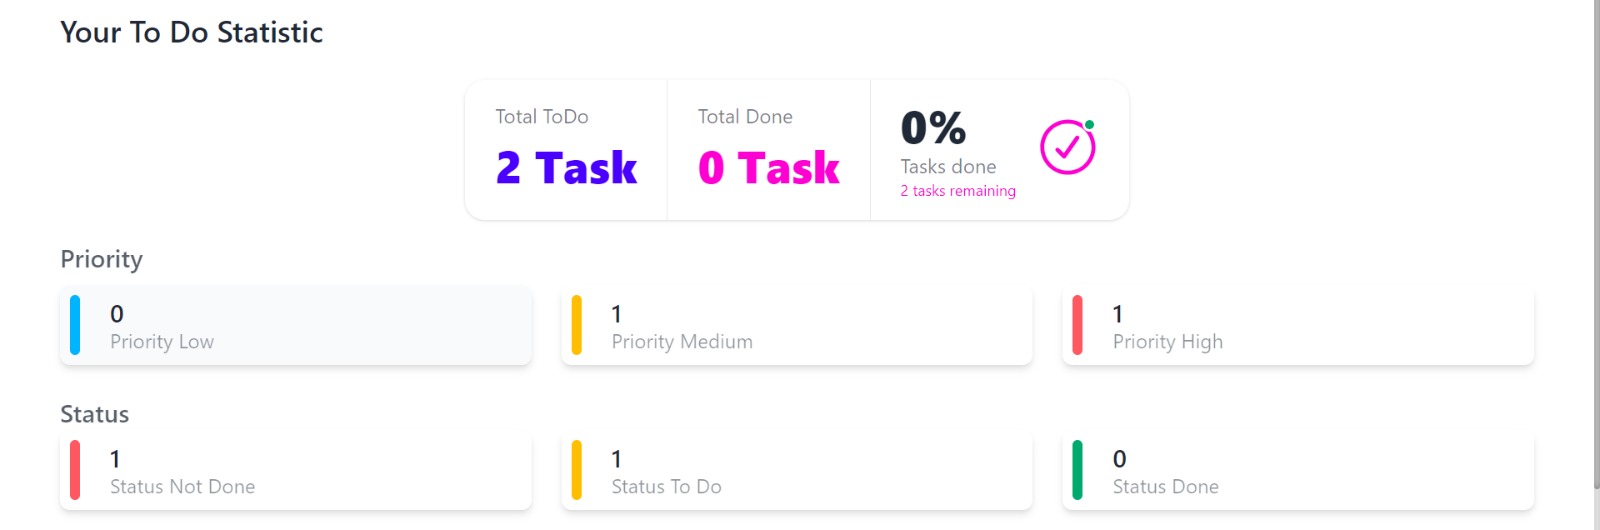 Your To Do Statistic
Total ToDo
2 Task
Total Done
0 Task
0%
Tasks done
2 tasks remaining
Priority
0
Priority Low
1
Priority Medium
1
Priority High
Status
1
Status Not Done
1
Status To Do
0
Status Done